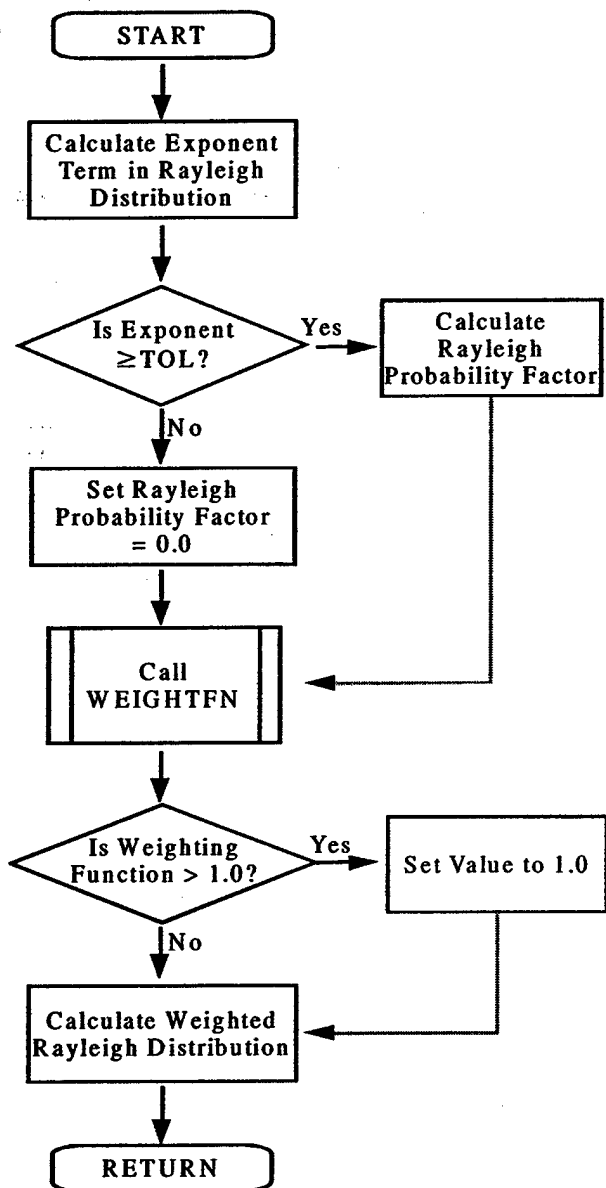 START
Calculate Exponent
Term in Rayleigh
Distribution
Is Exponent
≥TOL?
Yes
Calculate
Rayleigh
Probability Factor
No
Set Rayleigh
Probability Factor
= 0.0
Call
WEIGHTFN
Is Weighting
Function > 1.0?
Yes
Set Value to 1.0
No
Calculate Weighted
Rayleigh Distribution
RETURN